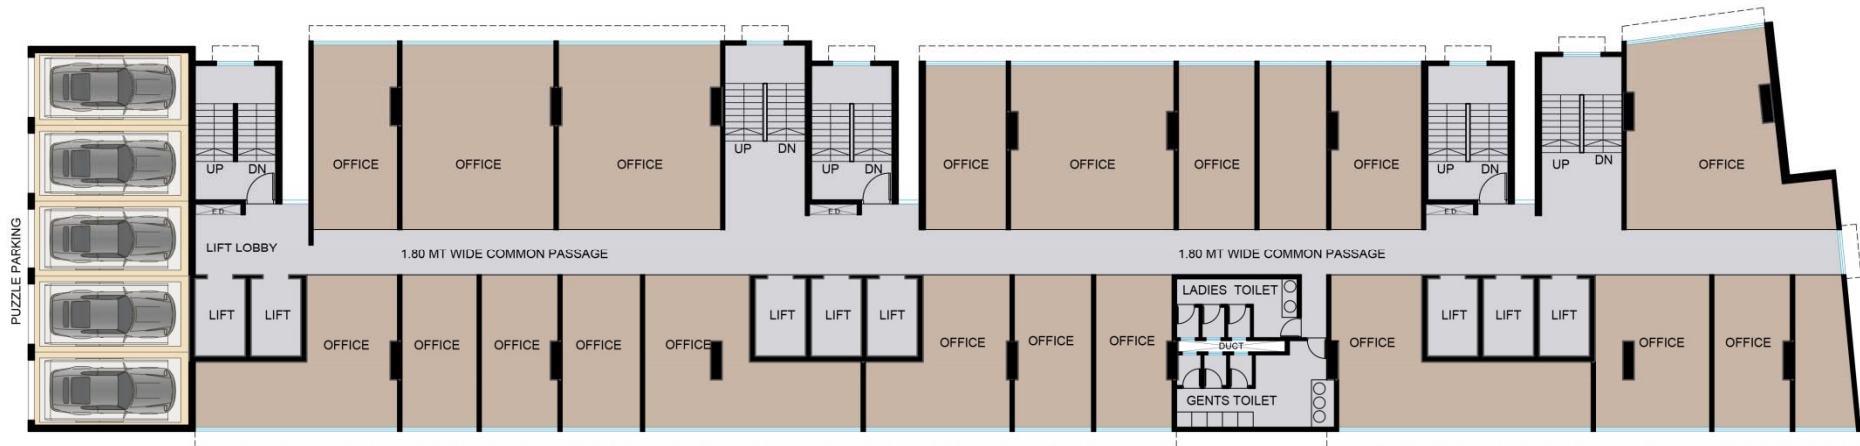 PUZZLE PARKING
UP DN
E.D
LIFT LOBBY
LIFT
LIFT
OFFICE
OFFICE
OFFICE
UP DN
UP DN
E.D
1.80 MT WIDE COMMON PASSAGE
OFFICE
OFFICE
OFFICE
OFFICE
UP DN
E.D
UP DN
OFFICE
1.80 MT WIDE COMMON PASSAGE
OFFICE
OFFICE
OFFICE
OFFICE
OFFICE
LIFT
LIFT
LIFT
OFFICE
OFFICE
OFFICE
LADIES TOILET
DUCT
GENTS TOILET
OFFICE
LIFT
LIFT
LIFT
OFFICE
OFFICE